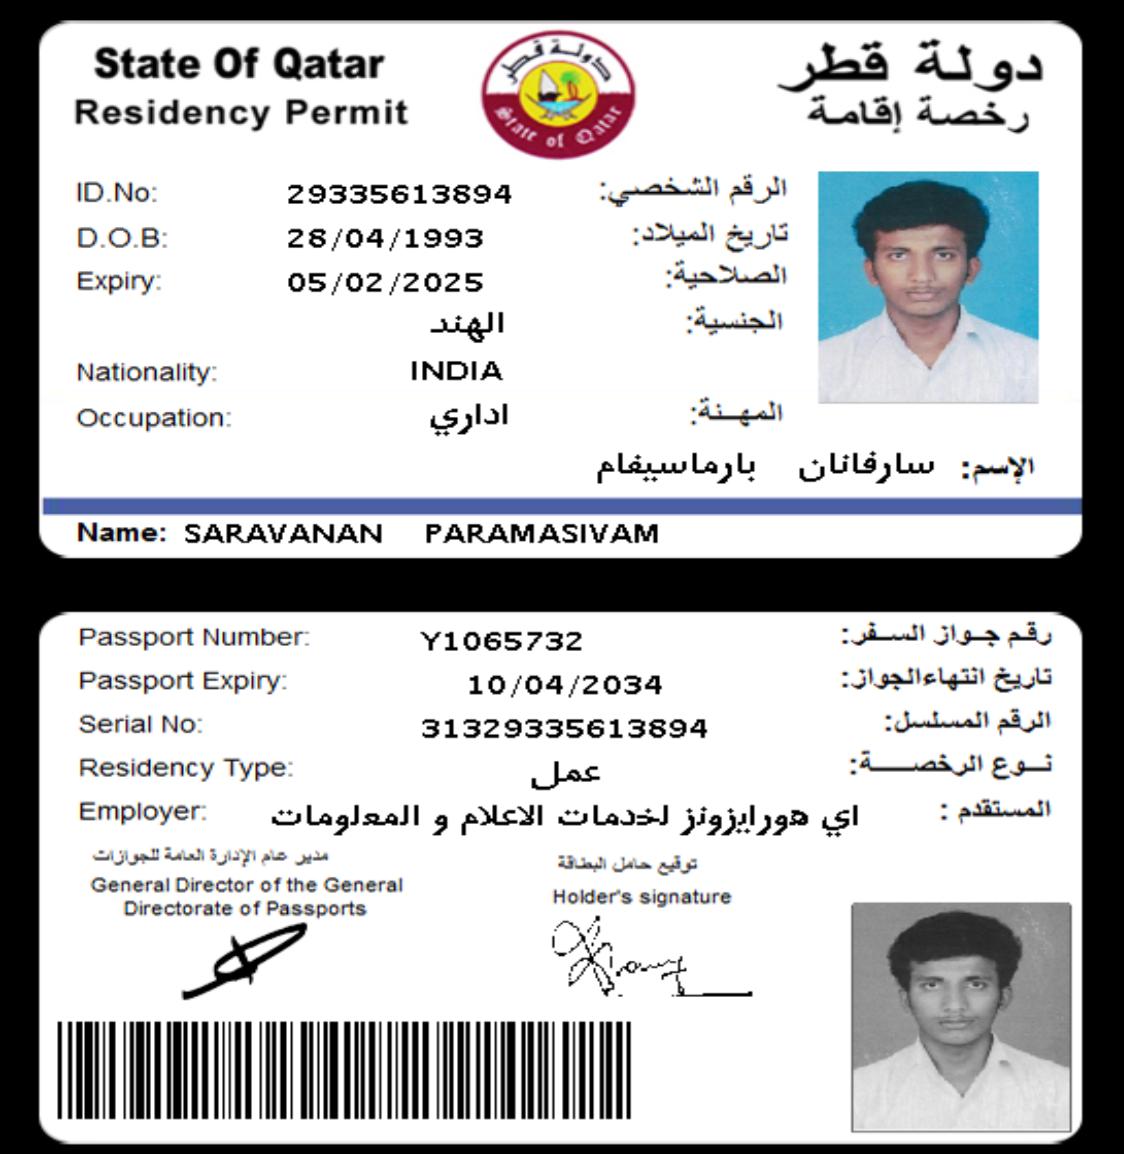 State Of Qatar دولة قطر
Residency Permit رخصة إقامة
دولة قطر
State of Qatar
ID.No: 29335613894 الرقم الشخصي:
D.O.B: 28/04/1993 تاريخ الميلاد:
Expiry: 05/02/2025 الصلاحية:
الهند الجنسية:
Nationality: INDIA
Occupation: اداري المهنة:
الإسم: سارفانان بارماسيفام
Name: SARAVANAN PARAMASIVAM
Passport Number: Y1065732 رقم جواز السفر:
Passport Expiry: 10/04/2034 تاريخ انتهاءالجواز:
Serial No: 31329335613894 الرقم المسلسل:
Residency Type: عمل نوع الرخصة:
Employer: اي هورايزونز لخدمات الاعلام و المعلومات المستقدم :
مدير عام الإدارة العامة للجوازات
General Director of the General
Directorate of Passports
توقيع حامل البطاقة
Holder's signature